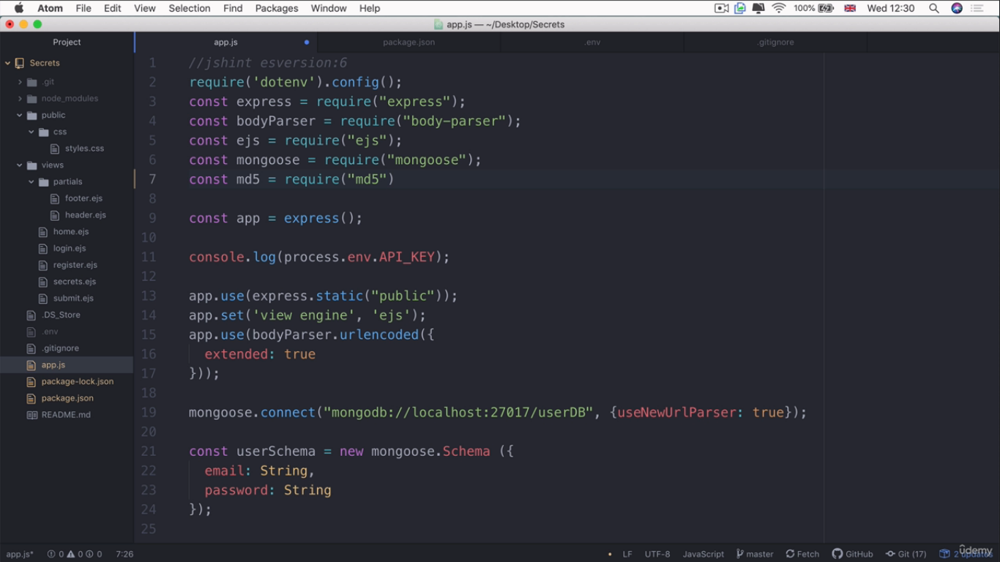 Atom File Edit View Selection Find Packages Window Help 100% Wed 12:30
app.js — ~/Desktop/Secrets
Project app.js package.json .env .gitignore
Secrets
.git
node_modules
public
css
styles.css
views
partials
footer.ejs
header.ejs
home.ejs
login.ejs
register.ejs
secrets.ejs
submit.ejs
.DS_Store
.env
.gitignore
app.js
package-lock.json
package.json
README.md
1 //jshint esversion:6
2 require('dotenv').config();
3 const express = require("express");
4 const bodyParser = require("body-parser");
5 const ejs = require("ejs");
6 const mongoose = require("mongoose");
7 const md5 = require("md5")
8
9 const app = express();
10
11 console.log(process.env.API_KEY);
12
13 app.use(express.static("public"));
14 app.set('view engine', 'ejs');
15 app.use(bodyParser.urlencoded({
16 extended: true
17 }));
18
19 mongoose.connect("mongodb://localhost:27017/userDB", {useNewUrlParser: true});
20
21 const userSchema = new mongoose.Schema ({
22 email: String,
23 password: String
24 });
25
app.js* 0 0 0 7:26 LF UTF-8 JavaScript master Fetch GitHub Git (17) 2 updates
ûdemy